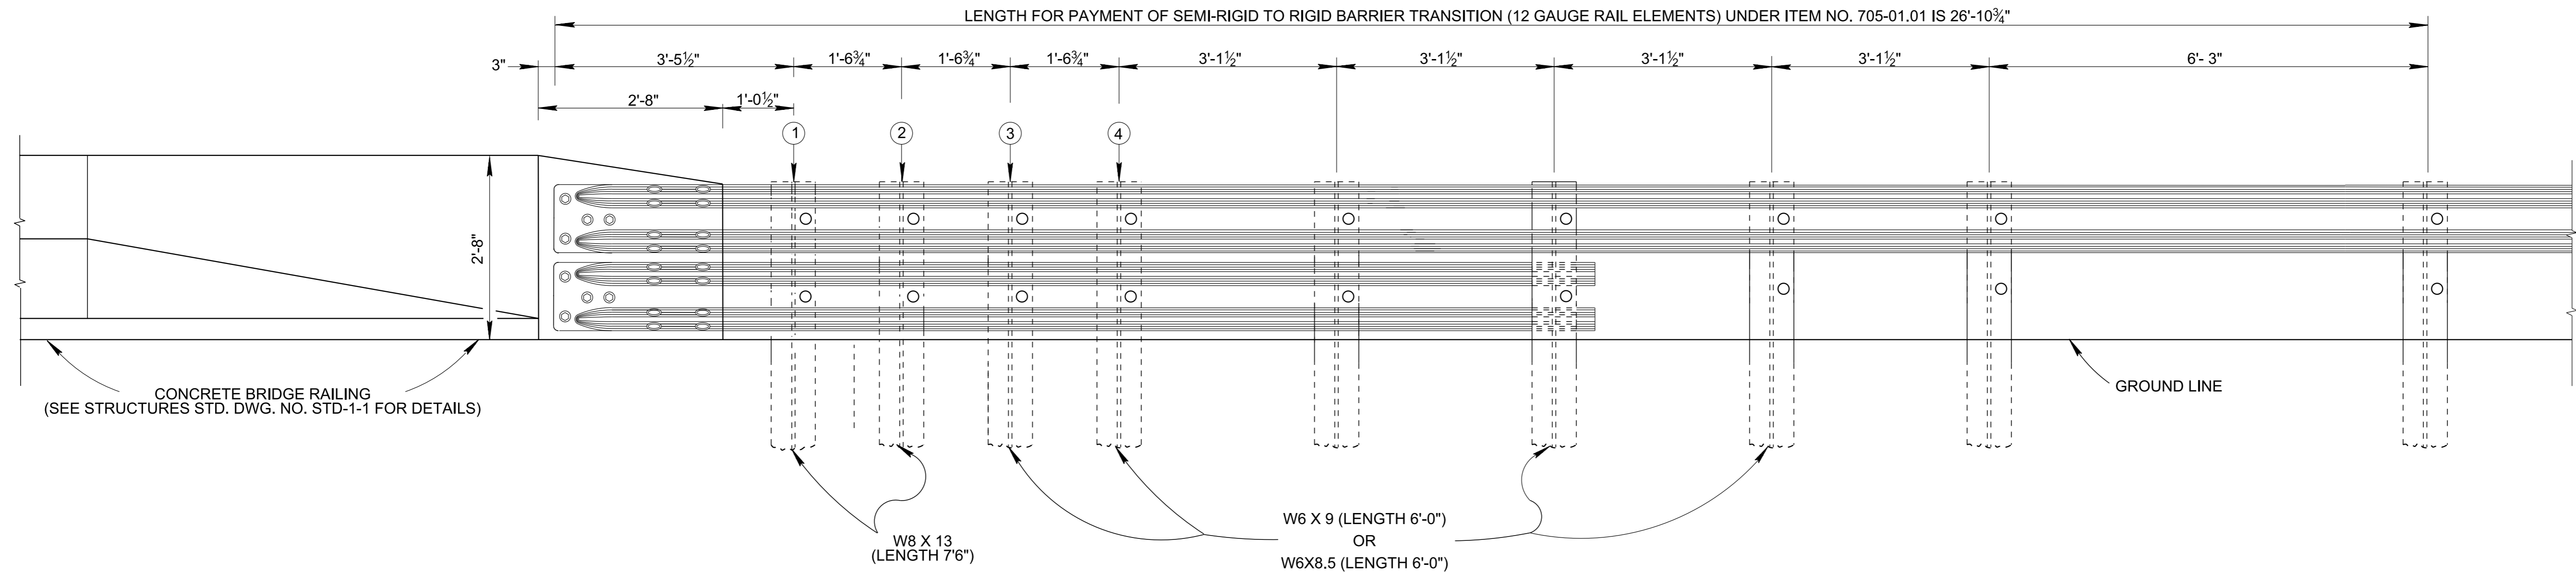 LENGTH FOR PAYMENT OF SEMI-RIGID TO RIGID BARRIER TRANSITION (12 GAUGE RAIL ELEMENTS) UNDER ITEM NO. 705-01.01 IS 26'-10¾"
3"
3'-5½"
1'-6¾"
1'-6¾"
1'-6¾"
3'-1½"
3'-1½"
3'-1½"
3'-1½"
6'- 3"
2'-8"
1'-0½"
1
2
3
4
2'-8"
CONCRETE BRIDGE RAILING
(SEE STRUCTURES STD. DWG. NO. STD-1-1 FOR DETAILS)
GROUND LINE
W8 X 13
(LENGTH 7'6")
W6 X 9 (LENGTH 6'-0")
OR
W6X8.5 (LENGTH 6'-0")